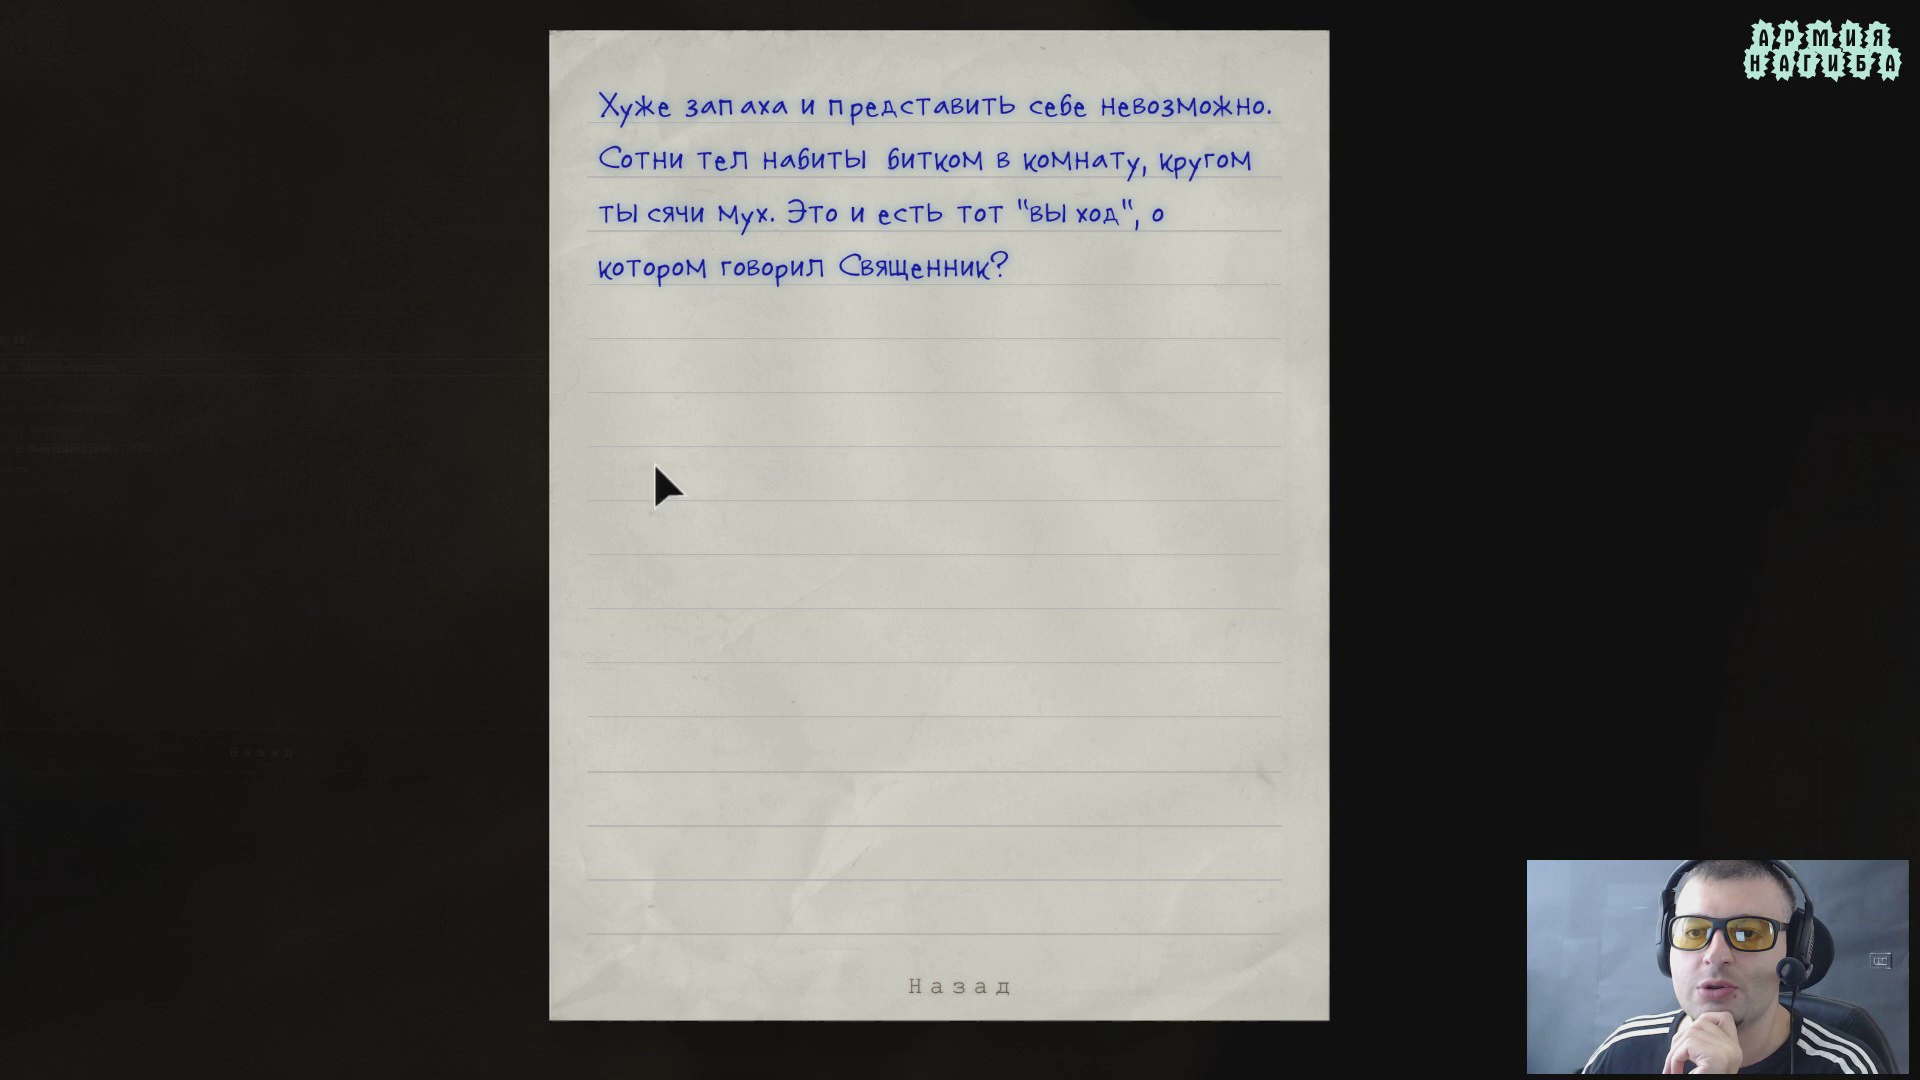 АРМИЯ
НАГИБА
Хуже запаха и представить себе невозможно.
Сотни тел набиты битком в комнату, кругом
тысячи мух. Это и есть тот "выход", о
котором говорил Священник?
Назад
Назад